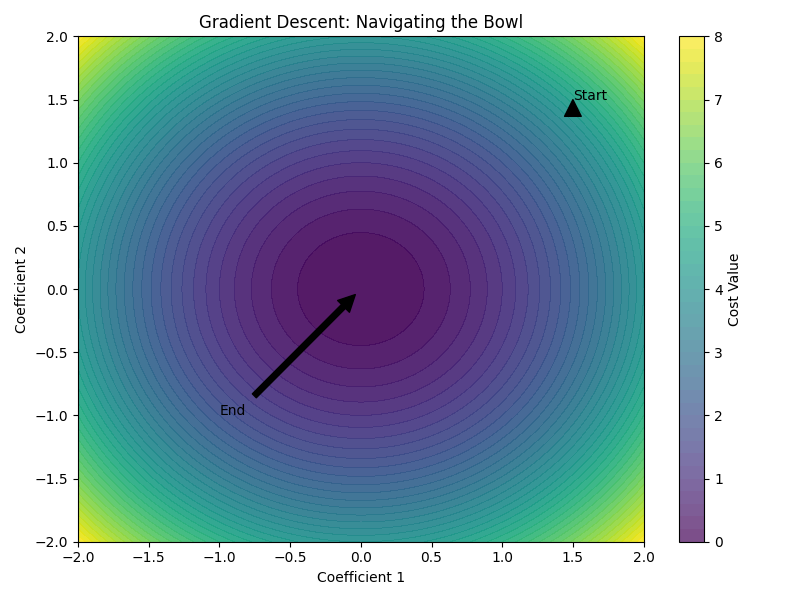 Gradient Descent: Navigating the Bowl
2.0
1.5
1.0
0.5
0.0
−0.5
−1.0
−1.5
−2.0
Coefficient 2
Start
End
−2.0 −1.5 −1.0 −0.5 0.0 0.5 1.0 1.5 2.0
Coefficient 1
8
7
6
5
4
3
2
1
0
Cost Value